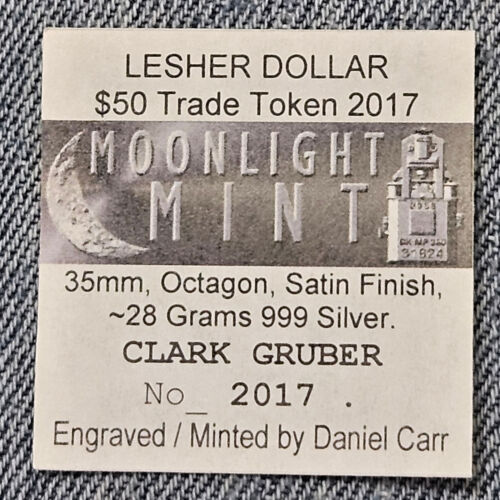 LESHER DOLLAR
$50 Trade Token 2017
MOONLIGHT
MINT
31824
35mm, Octagon, Satin Finish,
~28 Grams 999 Silver.
CLARK GRUBER
No_ 2017 .
Engraved / Minted by Daniel Carr